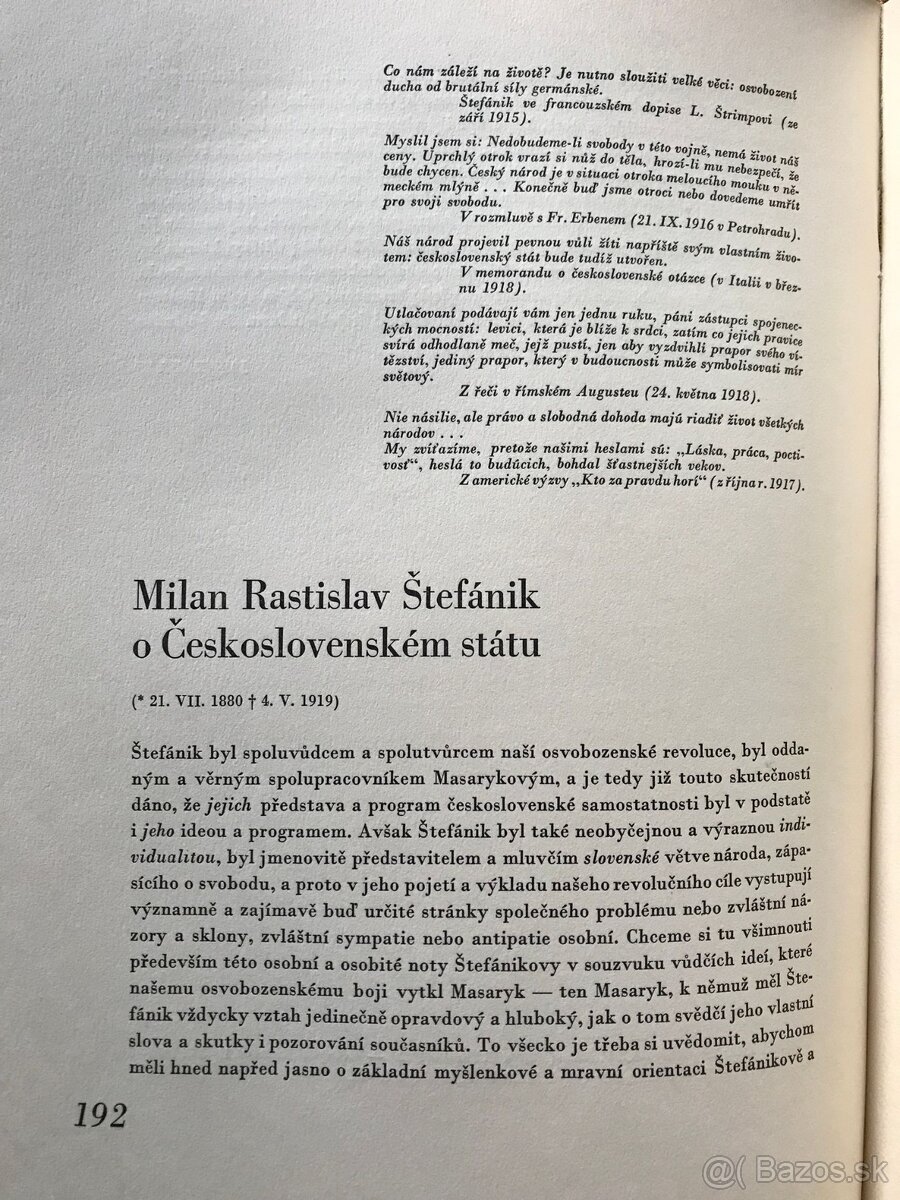 Co nám záleží na životě? Je nutno sloužiti velké věci: osvobození
ducha od brutální síly germánské.
Štefánik ve francouzském dopise L. Štrimpovi (ze
září 1915).
Myslil jsem si: Nedobudeme-li svobody v této vojně, nemá život náš
ceny. Uprchlý otrok vrazí si nůž do těla, hrozí-li mu nebezpečí, že
bude chycen. Český národ je v situaci otroka meloucího mouku v ně-
meckém mlýně . . . Konečně buď jsme otroci nebo dovedeme umřít
pro svoji svobodu.
V rozmluvě s Fr. Erbenem (21. IX. 1916 v Petrohradu).
Náš národ projevil pevnou vůli žíti napříště svým vlastním živo-
tem: československý stát bude tudíž utvořen.
V memorandu o československé otázce (v Italii v břez-
nu 1918).
Utlačovaní podávají vám jen jednu ruku, páni zástupci spojenec-
kých mocností: levici, která je blíže k srdci, zatím co jejich pravice
svírá odhodlaně meč, jejž pustí, jen aby vyzdvihli prapor svého ví-
tězství, jediný prapor, který v budoucnosti může symbolisovati mír
světový.
Z řeči v římském Augusteu (24. května 1918).
Nie násilie, ale právo a slobodná dohoda majú riadiť život všetkých
národov . . .
My zvíťazíme, pretože našimi heslami sú: „Láska, práca, pocti-
vosť“, heslá to budúcich, bohdal šťastnejších vekov.
Z americké výzvy „Kto za pravdu horí“ (z října r. 1917).
Milan Rastislav Štefánik
o Československém státu
(* 21. VII. 1880 † 4. V. 1919)
Štefánik byl spoluvůdcem a spolutvůrcem naší osvobozenské revoluce, byl odda-
ným a věrným spolupracovníkem Masarykovým, a je tedy již touto skutečností
dáno, že jejich představa a program československé samostatnosti byl v podstatě
i jeho ideou a programem. Avšak Štefánik byl také neobyčejnou a výraznou indi-
vidualitou, byl jmenovitě představitelem a mluvčím slovenské větve národa, zápa-
sícího o svobodu, a proto v jeho pojetí a výkladu našeho revolučního cíle vystupují
významně a zajímavě buď určité stránky společného problému nebo zvláštní ná-
zory a sklony, zvláštní sympatie nebo antipatie osobní. Chceme si tu všimnouti
především této osobní a osobité noty Štefánikovy v souzvuku vůdčích ideí, které
našemu osvobozenskému boji vytkl Masaryk — ten Masaryk, k němuž měl Šte-
fánik vždycky vztah jedinečně opravdový a hluboký, jak o tom svědčí jeho vlastní
slova a skutky i pozorování současníků. To všecko je třeba si uvědomit, abychom
měli hned napřed jasno o základní myšlenkové a mravní orientaci Štefánikově a
192
@( Bazos.sk